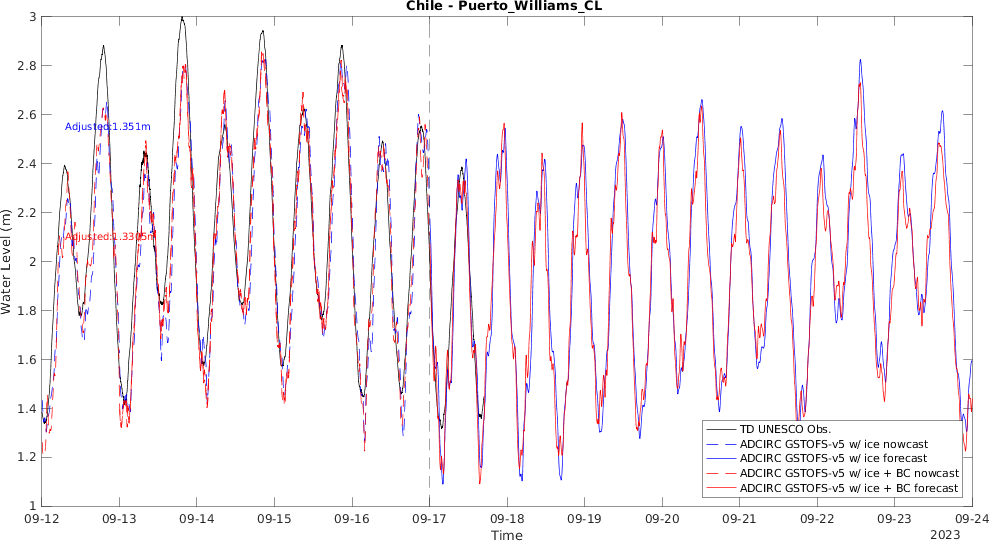 Chile - Puerto_Williams_CL
3
2.8
2.6
2.4
2.2
2
1.8
1.6
1.4
1.2
1
Water Level (m)
Adjusted:1.351m
Adjusted:1.3305m
TD UNESCO Obs.
ADCIRC GSTOFS-v5 w/ ice nowcast
ADCIRC GSTOFS-v5 w/ ice forecast
ADCIRC GSTOFS-v5 w/ ice + BC nowcast
ADCIRC GSTOFS-v5 w/ ice + BC forecast
09-12 09-13 09-14 09-15 09-16 09-17 09-18 09-19 09-20 09-21 09-22 09-23 09-24
Time
2023